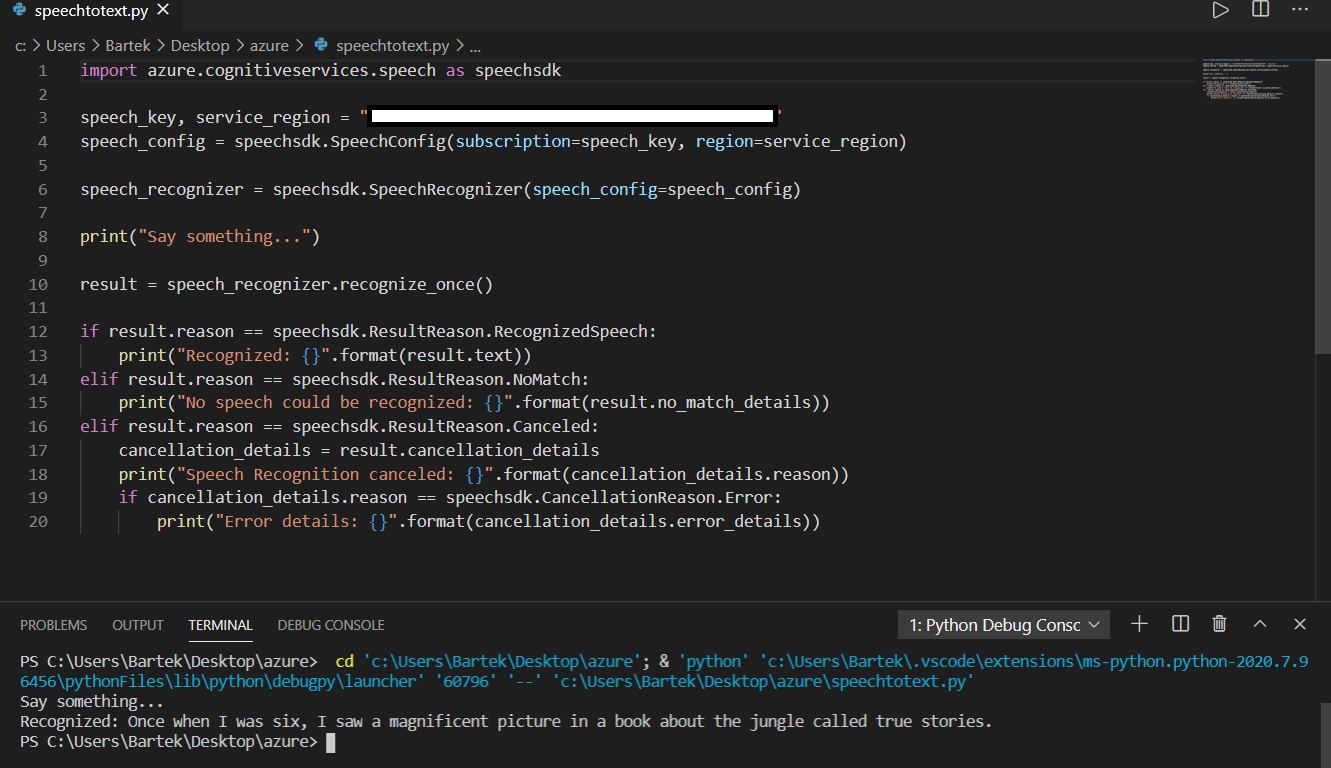 speechtotext.py
c: > Users > Bartek > Desktop > azure > speechtotext.py > ...
1 import azure.cognitiveservices.speech as speechsdk
2
3 speech_key, service_region = "
4 speech_config = speechsdk.SpeechConfig(subscription=speech_key, region=service_region)
5
6 speech_recognizer = speechsdk.SpeechRecognizer(speech_config=speech_config)
7
8 print("Say something...")
9
10 result = speech_recognizer.recognize_once()
11
12 if result.reason == speechsdk.ResultReason.RecognizedSpeech:
13     print("Recognized: {}".format(result.text))
14 elif result.reason == speechsdk.ResultReason.NoMatch:
15     print("No speech could be recognized: {}".format(result.no_match_details))
16 elif result.reason == speechsdk.ResultReason.Canceled:
17     cancellation_details = result.cancellation_details
18     print("Speech Recognition canceled: {}".format(cancellation_details.reason))
19     if cancellation_details.reason == speechsdk.CancellationReason.Error:
20         print("Error details: {}".format(cancellation_details.error_details))
PROBLEMS OUTPUT TERMINAL DEBUG CONSOLE 1: Python Debug Consc
PS C:\Users\Bartek\Desktop\azure>  cd 'c:\Users\Bartek\Desktop\azure'; & 'python' 'c:\Users\Bartek\.vscode\extensions\ms-python.python-2020.7.9
6456\pythonFiles\lib\python\debugpy\launcher' '60796' '--' 'c:\Users\Bartek\Desktop\azure\speechtotext.py'
Say something...
Recognized: Once when I was six, I saw a magnificent picture in a book about the jungle called true stories.
PS C:\Users\Bartek\Desktop\azure>